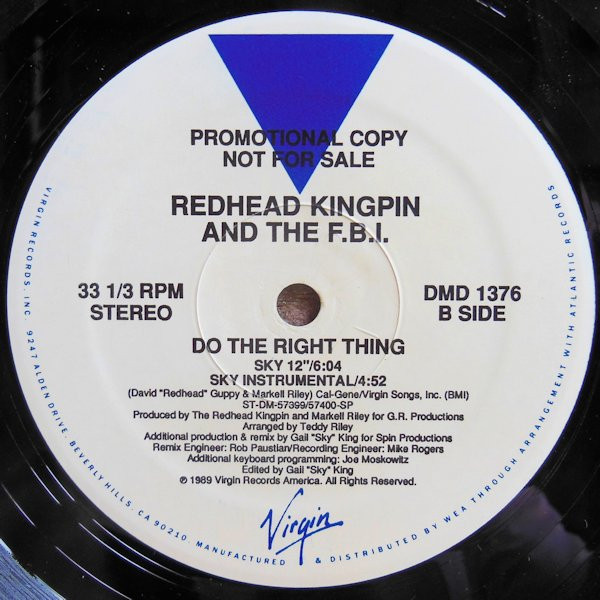 PROMOTIONAL COPY
NOT FOR SALE
REDHEAD KINGPIN
AND THE F.B.I.
33 1/3 RPM
STEREO
DMD 1376
B SIDE
DO THE RIGHT THING
SKY 12"/6:04
SKY INSTRUMENTAL/4:52
(David "Redhead" Guppy & Markell Riley) Cal-Gene/Virgin Songs, Inc. (BMI)
ST-DM-57399/57400-SP
Produced by The Redhead Kingpin and Markell Riley for G.R. Productions
Arranged by Teddy Riley
Additional production & remix by Gail "Sky" King for Spin Productions
Remix Engineer: Rob Paustian/Recording Engineer: Mike Rogers
Additional keyboard programming: Joe Moskowitz
Edited by Gail "Sky" King
© 1989 Virgin Records America. All Rights Reserved.
Virgin
VIRGIN RECORDS, INC. 9247 ALDEN DRIVE, BEVERLY HILLS, CA 90210. MANUFACTURED & DISTRIBUTED BY WEA THROUGH ARRANGEMENT WITH ATLANTIC RECORDS